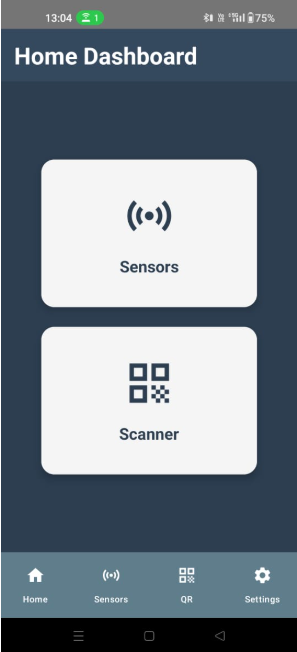 13:04 1 75%
Home Dashboard
Sensors
Scanner
Home Sensors QR Settings